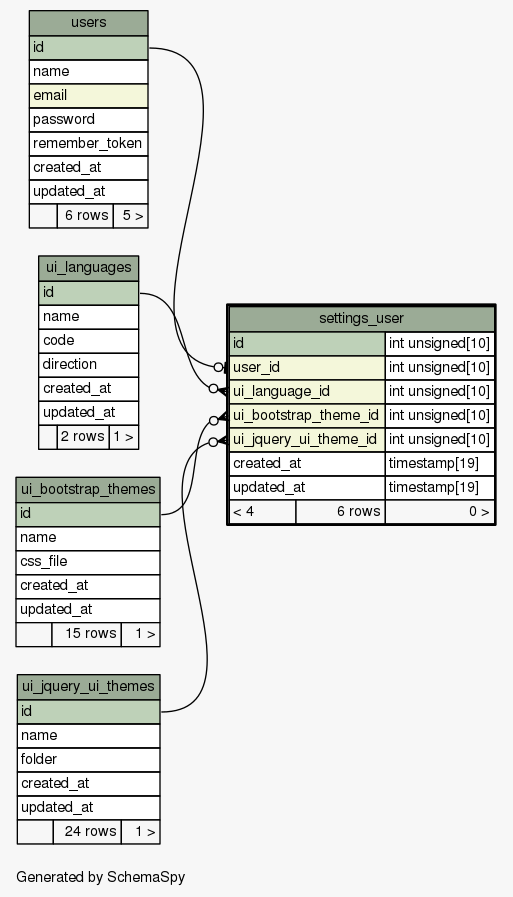 users
id
name
email
password
remember_token
created_at
updated_at
6 rows 5 >
ui_languages
id
name
code
direction
created_at
updated_at
2 rows 1 >
ui_bootstrap_themes
id
name
css_file
created_at
updated_at
15 rows 1 >
ui_jquery_ui_themes
id
name
folder
created_at
updated_at
24 rows 1 >
settings_user
id int unsigned[10]
user_id int unsigned[10]
ui_language_id int unsigned[10]
ui_bootstrap_theme_id int unsigned[10]
ui_jquery_ui_theme_id int unsigned[10]
created_at timestamp[19]
updated_at timestamp[19]
< 4 6 rows 0 >
Generated by SchemaSpy